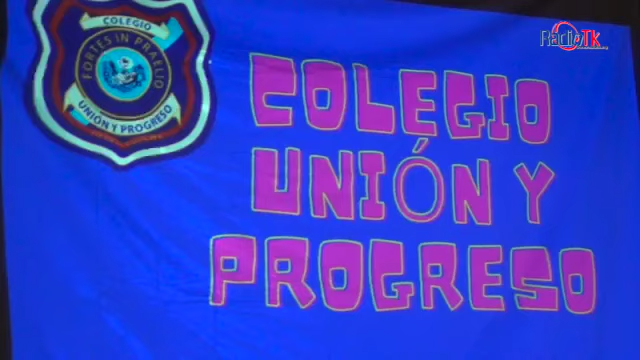 COLEGIO
FORTES IN PRAELIO
UNIÓN Y PROGRESO
COLEGIO
UNIÓN Y
PROGRESO
RadioTK